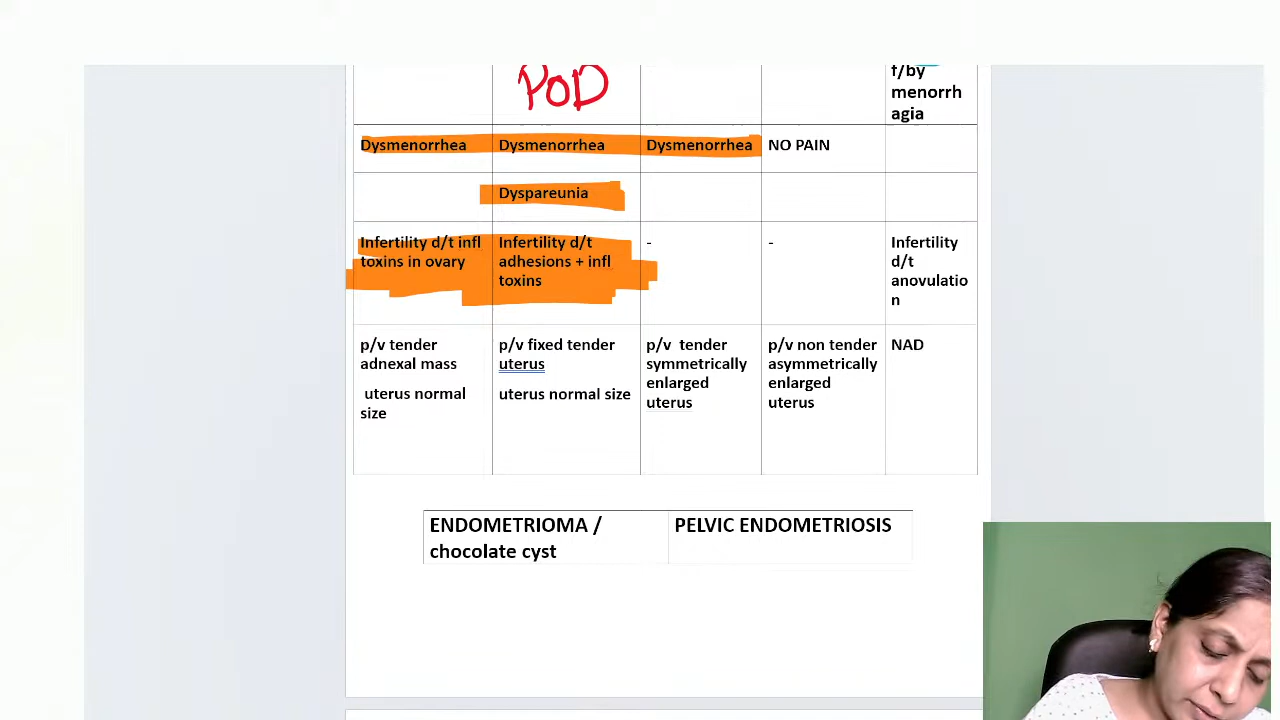 POD
f/by
menorrh
agia
Dysmenorrhea
Dysmenorrhea
Dysmenorrhea
NO PAIN
Dyspareunia
Infertility d/t infl
toxins in ovary
Infertility d/t
adhesions + infl
toxins
-
-
Infertility
d/t
anovulatio
n
p/v tender
adnexal mass
uterus normal
size
p/v fixed tender
uterus
uterus normal size
p/v tender
symmetrically
enlarged
uterus
p/v non tender
asymmetrically
enlarged
uterus
NAD
ENDOMETRIOMA /
chocolate cyst
PELVIC ENDOMETRIOSIS